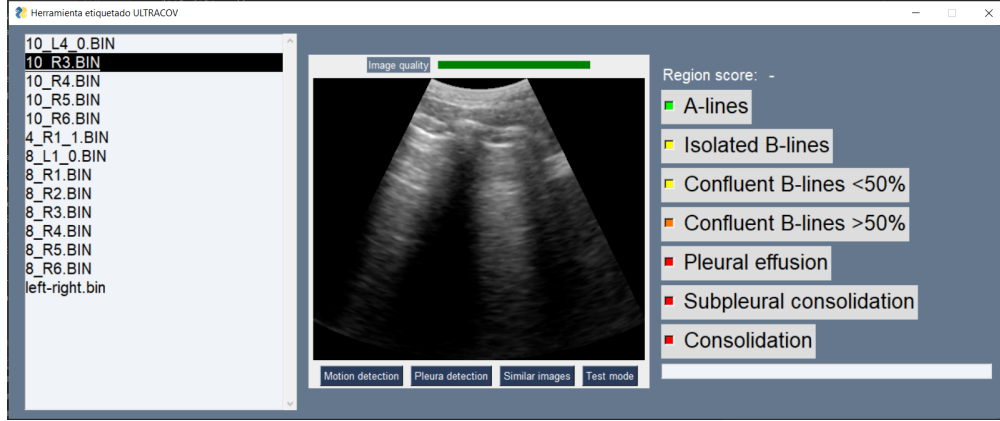 Herramienta etiquetado ULTRACOV
10_L4_0.BIN
10_R3.BIN
10_R4.BIN
10_R5.BIN
10_R6.BIN
4_R1_1.BIN
8_L1_0.BIN
8_R1.BIN
8_R2.BIN
8_R3.BIN
8_R4.BIN
8_R5.BIN
8_R6.BIN
left-right.bin
Image quality
Motion detection
Pleura detection
Similar images
Test mode
Region score: -
A-lines
Isolated B-lines
Confluent B-lines <50%
Confluent B-lines >50%
Pleural effusion
Subpleural consolidation
Consolidation